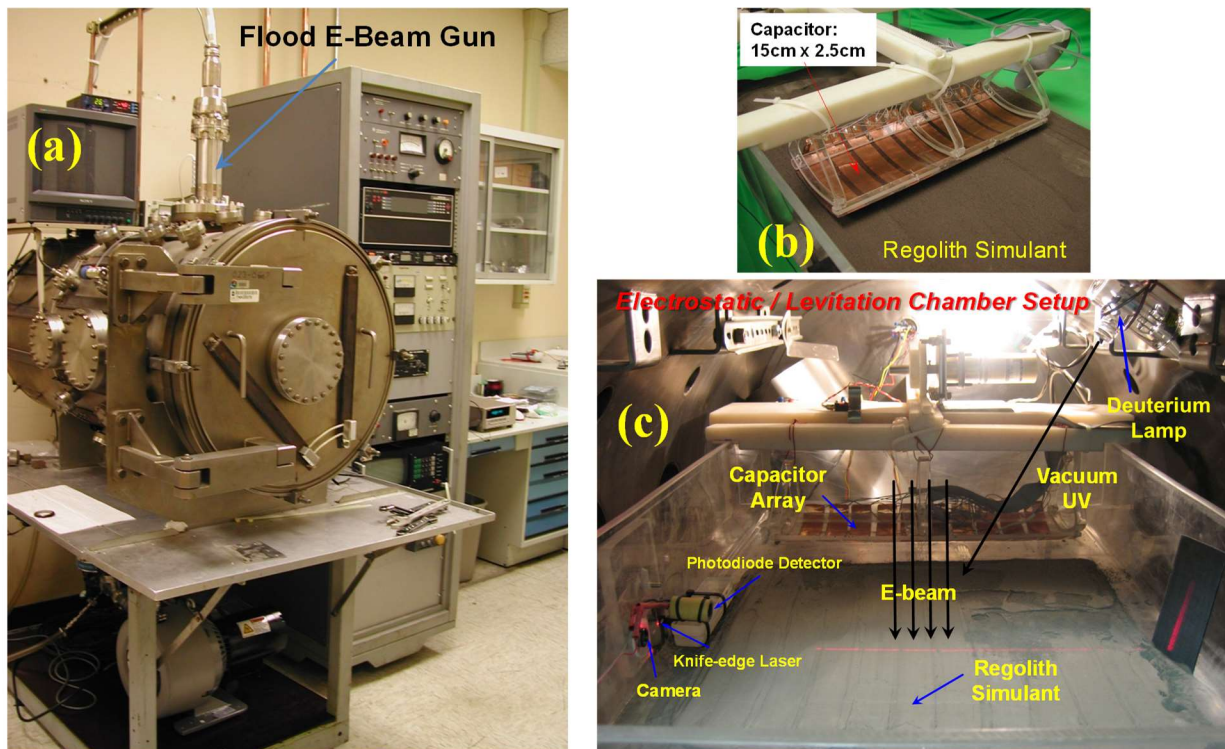 Flood E-Beam Gun
(a)
Capacitor:
15cm x 2.5cm
(b)
Regolith Simulant
Electrostatic / Levitation Chamber Setup
(c)
Deuterium
Lamp
Capacitor
Array
Vacuum
UV
Photodiode Detector
E-beam
Knife-edge Laser
Camera
Regolith
Simulant